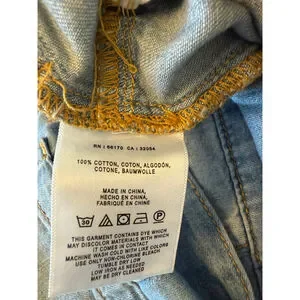 RN : 66170 CA : 32054
100% COTTON, COTON, ALGODÓN,
COTONE, BAUMWOLLE
MADE IN CHINA,
HECHO EN CHINA,
FABRIQUÉ EN CHINE
30
THIS GARMENT CONTAINS DYE WHICH
MAY DISCOLOR MATERIALS WITH WHICH
IT COMES IN CONTACT
MACHINE WASH COLD WITH LIKE COLORS
USE ONLY NON-CHLORINE BLEACH
TUMBLE DRY LOW
LOW IRON AS NEEDED
MAY BE DRY CLEANED